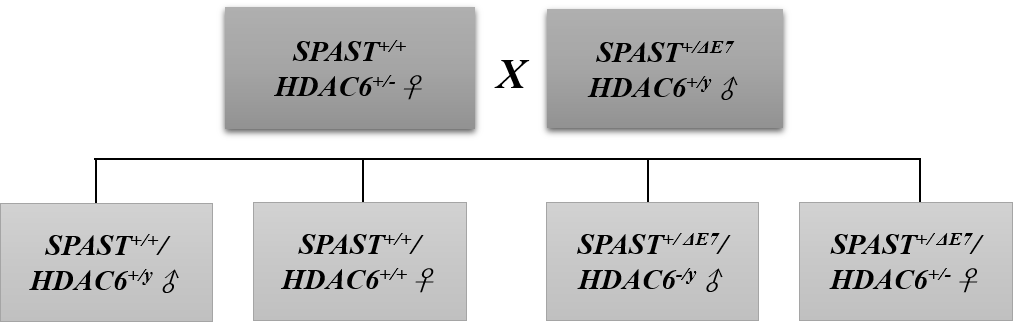 SPAST+/+
HDAC6+/- ♀
X
SPAST+/ΔE7
HDAC6+/y ♂
SPAST+/+/
HDAC6+/y ♂
SPAST+/+/
HDAC6+/+ ♀
SPAST+/ ΔE7/
HDAC6-/y ♂
SPAST+/ ΔE7/
HDAC6+/- ♀